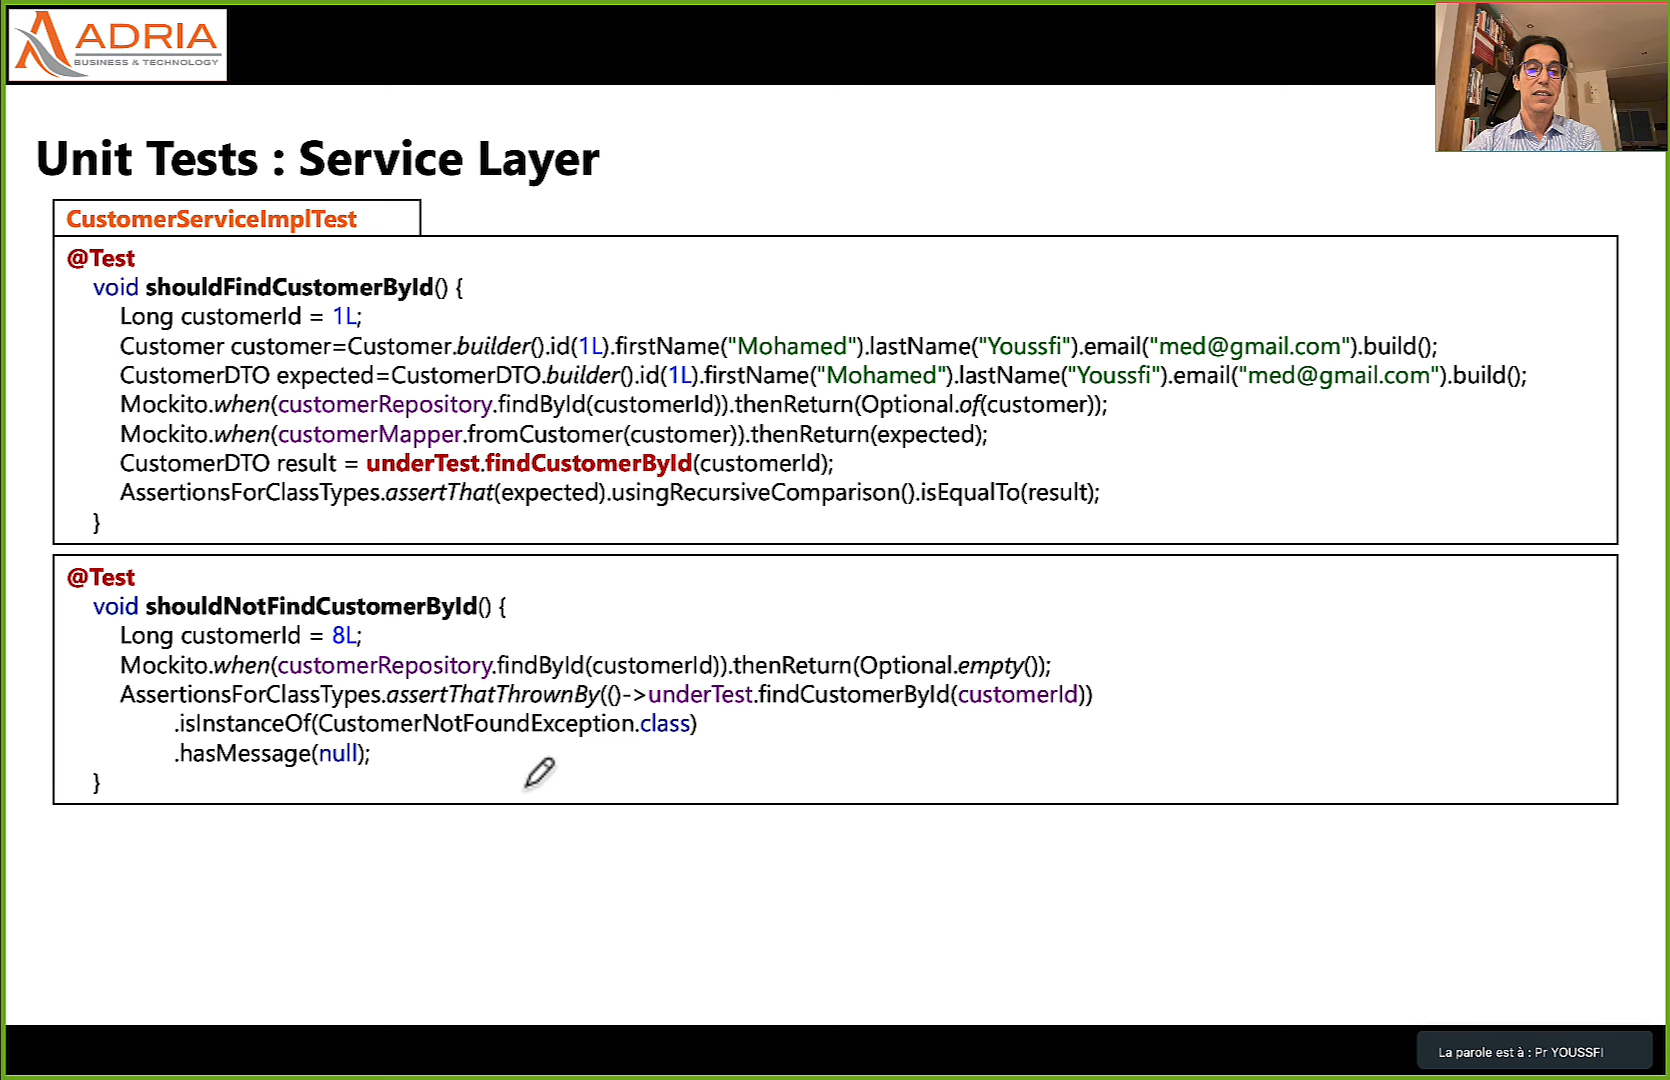 ADRIA
BUSINESS & TECHNOLOGY
Unit Tests : Service Layer
CustomerServiceImplTest
@Test
void shouldFindCustomerById() {
Long customerId = 1L;
Customer customer=Customer.builder().id(1L).firstName("Mohamed").lastName("Youssfi").email("med@gmail.com").build();
CustomerDTO expected=CustomerDTO.builder().id(1L).firstName("Mohamed").lastName("Youssfi").email("med@gmail.com").build();
Mockito.when(customerRepository.findById(customerId)).thenReturn(Optional.of(customer));
Mockito.when(customerMapper.fromCustomer(customer)).thenReturn(expected);
CustomerDTO result = underTest.findCustomerById(customerId);
AssertionsForClassTypes.assertThat(expected).usingRecursiveComparison().isEqualTo(result);
}
@Test
void shouldNotFindCustomerById() {
Long customerId = 8L;
Mockito.when(customerRepository.findById(customerId)).thenReturn(Optional.empty());
AssertionsForClassTypes.assertThatThrownBy(()->underTest.findCustomerById(customerId))
.isInstanceOf(CustomerNotFoundException.class)
.hasMessage(null);
}
La parole est à : Pr YOUSSFI